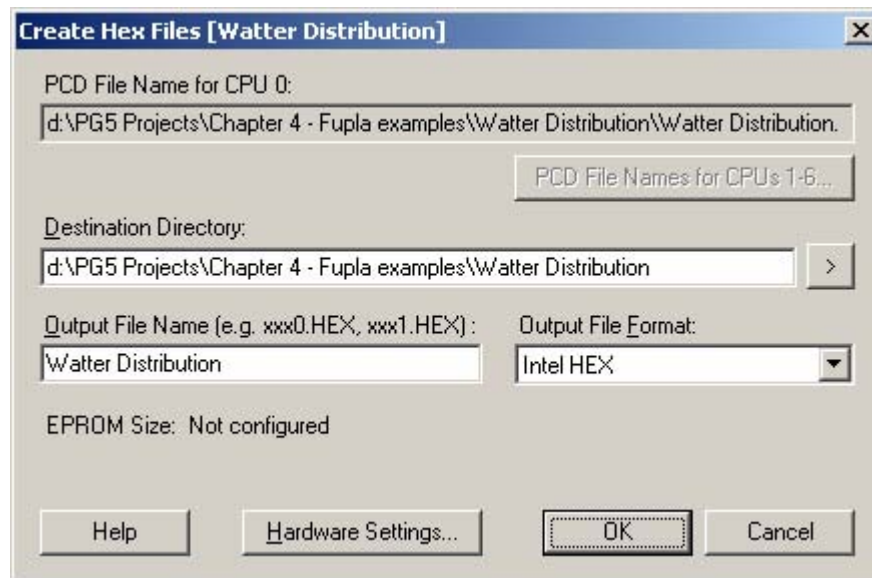 Create Hex Files [Watter Distribution]
PCD File Name for CPU 0:
d:\PG5 Projects\Chapter 4 - Fupla examples\Watter Distribution\Watter Distribution.
PCD File Names for CPUs 1-6...
Destination Directory:
d:\PG5 Projects\Chapter 4 - Fupla examples\Watter Distribution
>
Output File Name (e.g. xxx0.HEX, xxx1.HEX) :
Output File Format:
Watter Distribution
Intel HEX
EPROM Size: Not configured
Help
Hardware Settings...
OK
Cancel